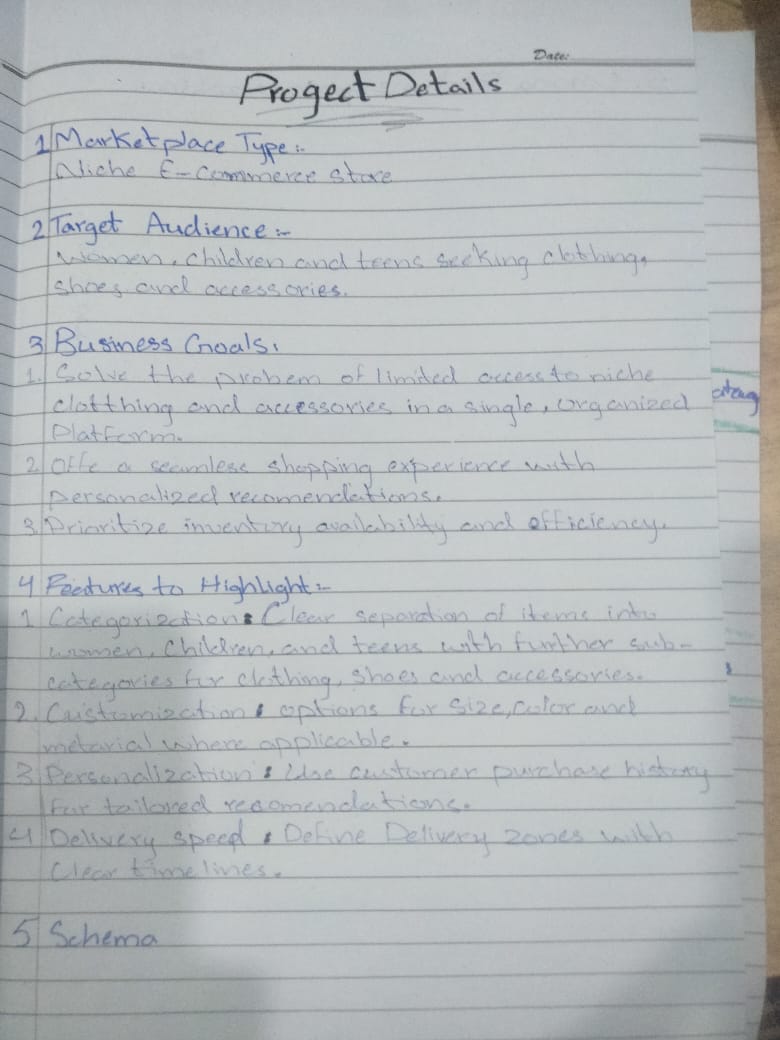 Date:
Progect Details
1 Marketplace Type:-
Niche E-commerce store
2 Target Audience:-
Women, children and teens seeking clothing,
shoes and accessories.
3 Business Goals:
1. Solve the probem of limited access to niche
clotthing and accessories in a single, organized
Platform.
2. Offe a seamless shopping experience with
personalized recomendations.
3. Prioritize inventory availability and efficiency.
4 Features to Highlight:-
1 Categorization: Clear separation of items into
women, Children, and teens with further sub-
categories for clothing, shoes and accessories.
2. Customization: options for size, color and
metarial where applicable.
3 Personalization: Use customer purchase history
for tailored recomendations.
4 Delivery speed: Define Delivery zones with
Clear timelines.
5 Schema